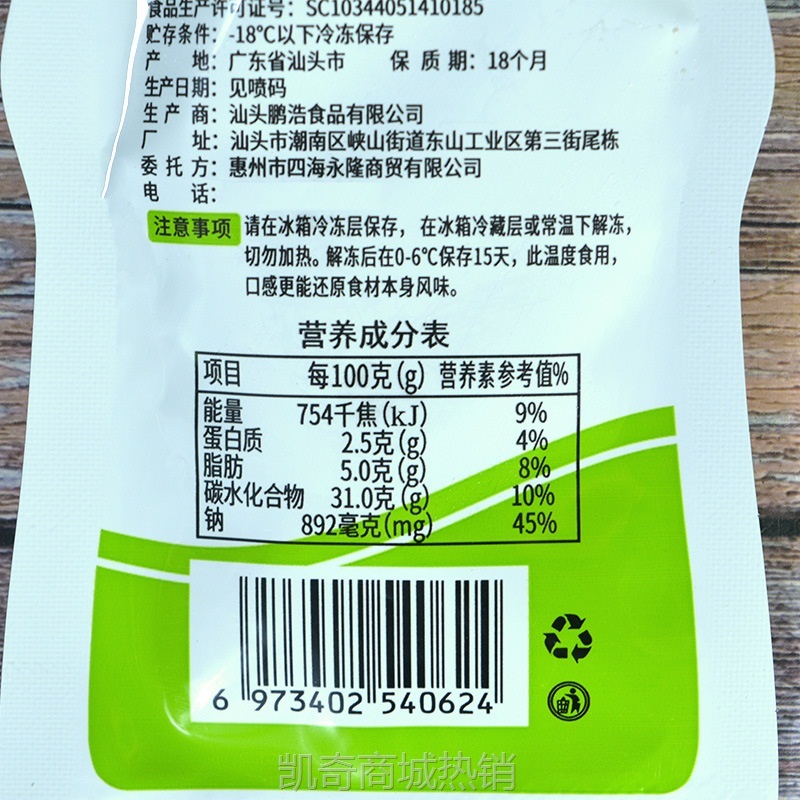 食品生产许可证号：SC10344051410185
贮存条件：-18℃以下冷冻保存
产 地：广东省汕头市 保 质 期：18个月
生产日期：见喷码
生 产 商：汕头鹏浩食品有限公司
厂 址：汕头市潮南区峡山街道东山工业区第三街尾栋
委 托 方：惠州市四海永隆商贸有限公司
电 话：
注意事项 请在冰箱冷冻层保存，在冰箱冷藏层或常温下解冻，
切勿加热。解冻后在0-6℃保存15天，此温度食用，
口感更能还原食材本身风味。
营养成分表
项目 每100克(g) 营养素参考值%
能量 754千焦(kJ) 9%
蛋白质 2.5克(g) 4%
脂肪 5.0克(g) 8%
碳水化合物 31.0克(g) 10%
钠 892毫克(mg) 45%
6 973402 540624
凯奇商城热销